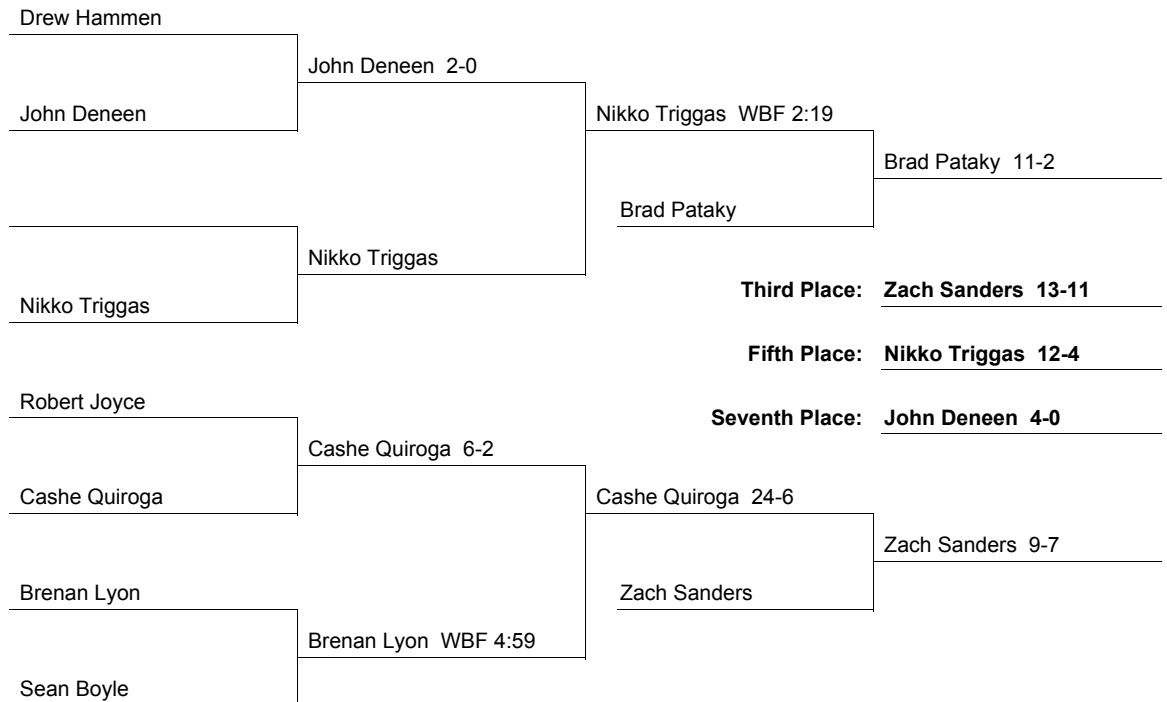 Drew Hammen
John Deneen 2-0
John Deneen
Nikko Triggas WBF 2:19
Brad Pataky 11-2
Brad Pataky
Nikko Triggas
Third Place: Zach Sanders 13-11
Nikko Triggas
Fifth Place: Nikko Triggas 12-4
Robert Joyce
Seventh Place: John Deneen 4-0
Cashe Quiroga 6-2
Cashe Quiroga
Cashe Quiroga 24-6
Zach Sanders 9-7
Brenan Lyon
Zach Sanders
Brenan Lyon WBF 4:59
Sean Boyle